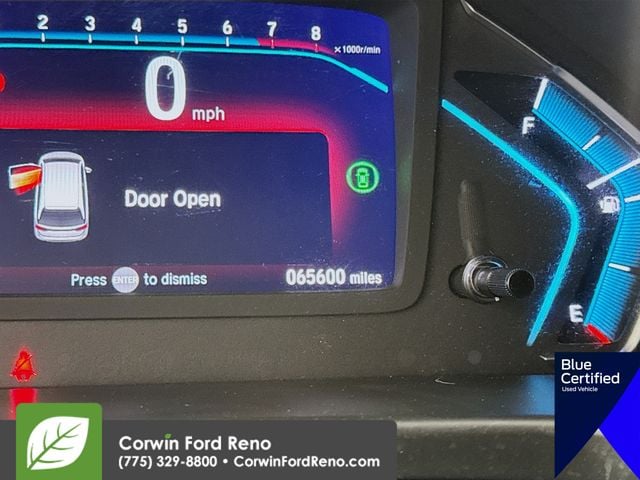 2 3 4 5 6 7 8
×1000r/min
0 mph
F
Door Open
Press ENTER to dismiss
065600 miles
E
Blue
Certified
Used Vehicle
Corwin Ford Reno
(775) 329-8800 • CorwinFordReno.com